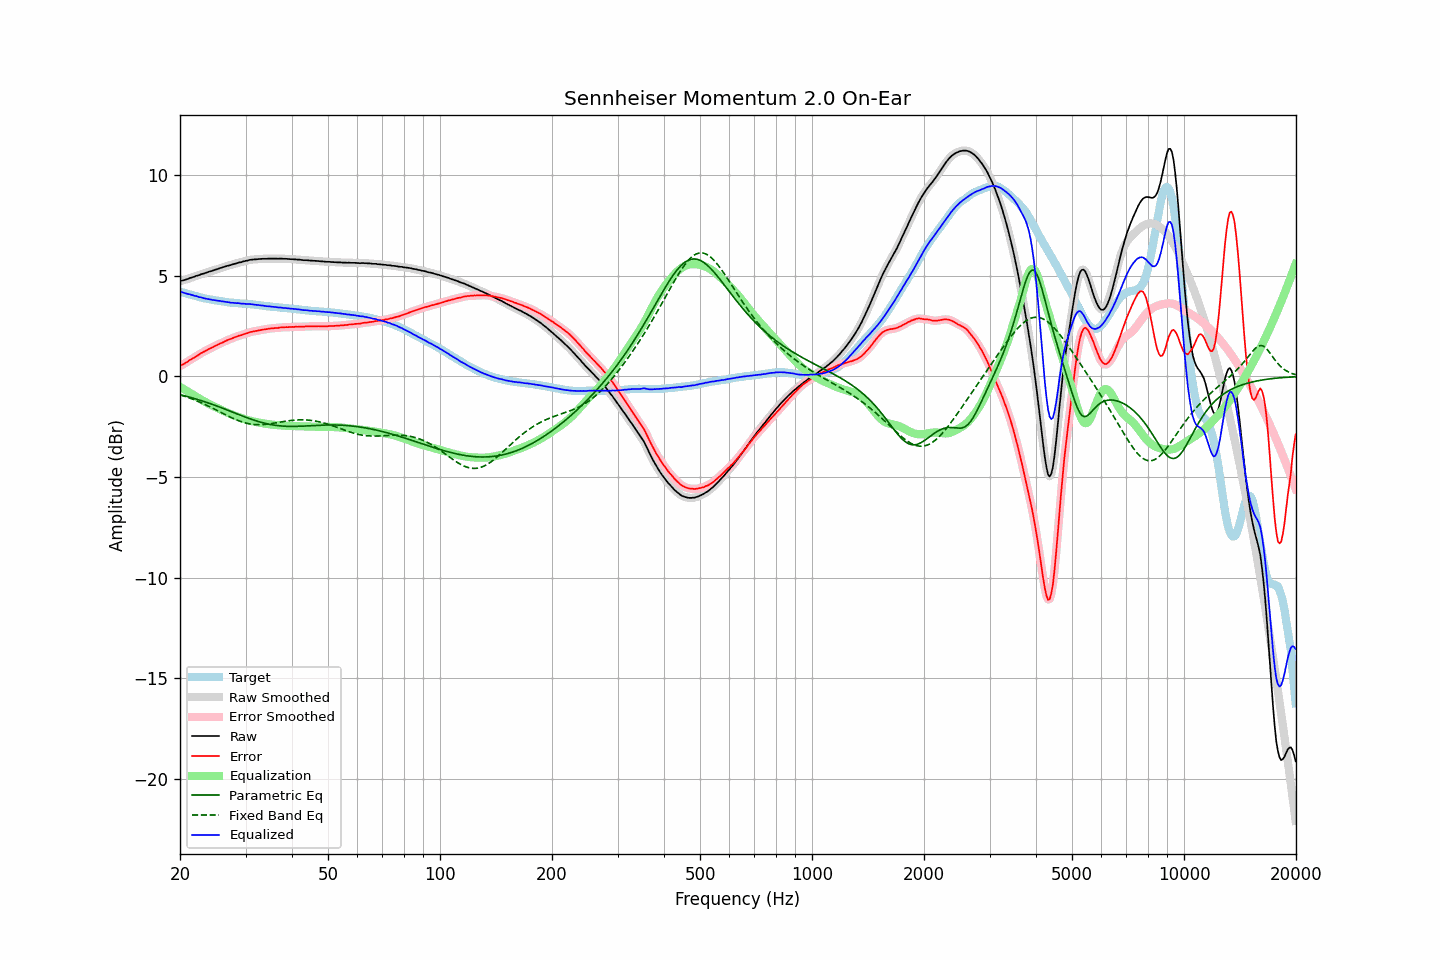 Sennheiser Momentum 2.0 On-Ear
Amplitude (dBr)
10
5
0
−5
−10
−15
−20
Target
Raw Smoothed
Error Smoothed
Raw
Error
Equalization
Parametric Eq
Fixed Band Eq
Equalized
20 50 100 200 500 1000 2000 5000 10000 20000
Frequency (Hz)